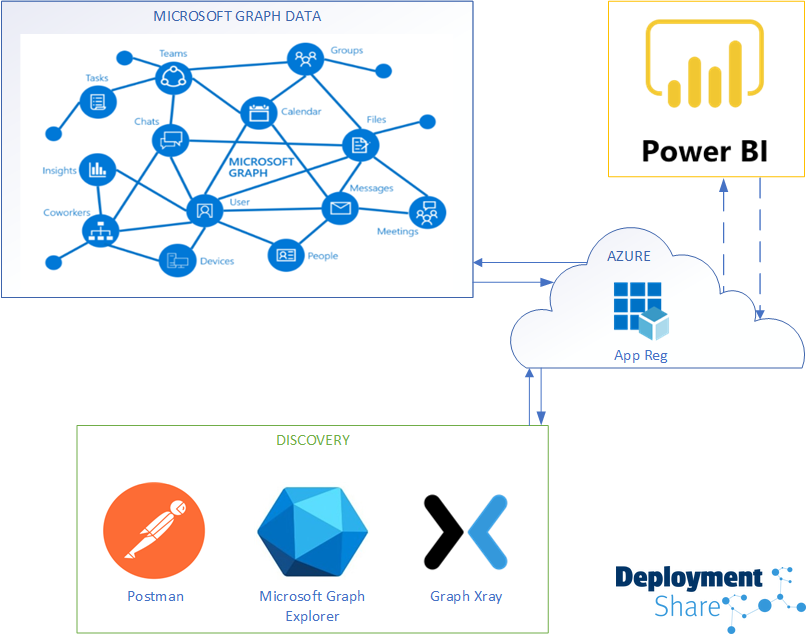 MICROSOFT GRAPH DATA
Teams
Groups
Tasks
Calendar
Chats
Files
MICROSOFT
GRAPH
Insights
Messages
User
Coworkers
Meetings
Devices
People
Power BI
AZURE
App Reg
DISCOVERY
Postman
Microsoft Graph
Explorer
Graph Xray
Deployment
Share